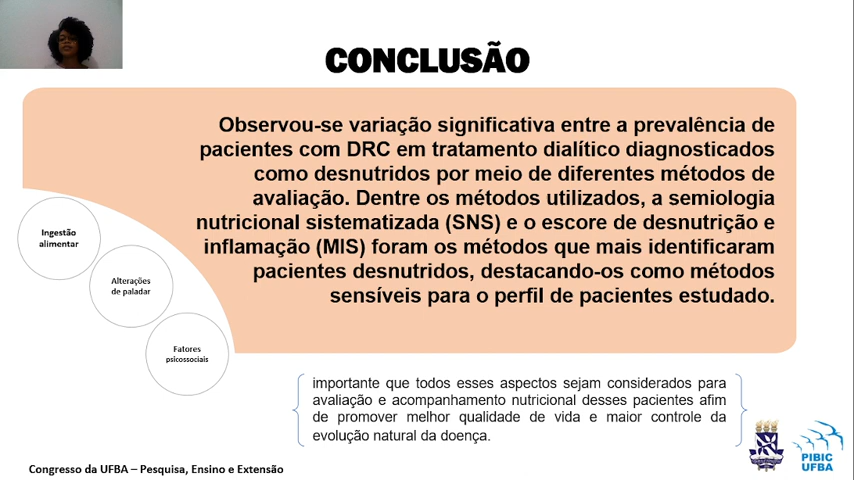 CONCLUSÃO
Observou-se variação significativa entre a prevalência de
pacientes com DRC em tratamento dialítico diagnosticados
como desnutridos por meio de diferentes métodos de
avaliação. Dentre os métodos utilizados, a semiologia
nutricional sistematizada (SNS) e o escore de desnutrição e
inflamação (MIS) foram os métodos que mais identificaram
pacientes desnutridos, destacando-os como métodos
sensíveis para o perfil de pacientes estudado.
Ingestão
alimentar
Alterações
de paladar
Fatores
psicossociais
importante que todos esses aspectos sejam considerados para
avaliação e acompanhamento nutricional desses pacientes afim
de promover melhor qualidade de vida e maior controle da
evolução natural da doença.
PIBIC
UFBA
Congresso da UFBA – Pesquisa, Ensino e Extensão